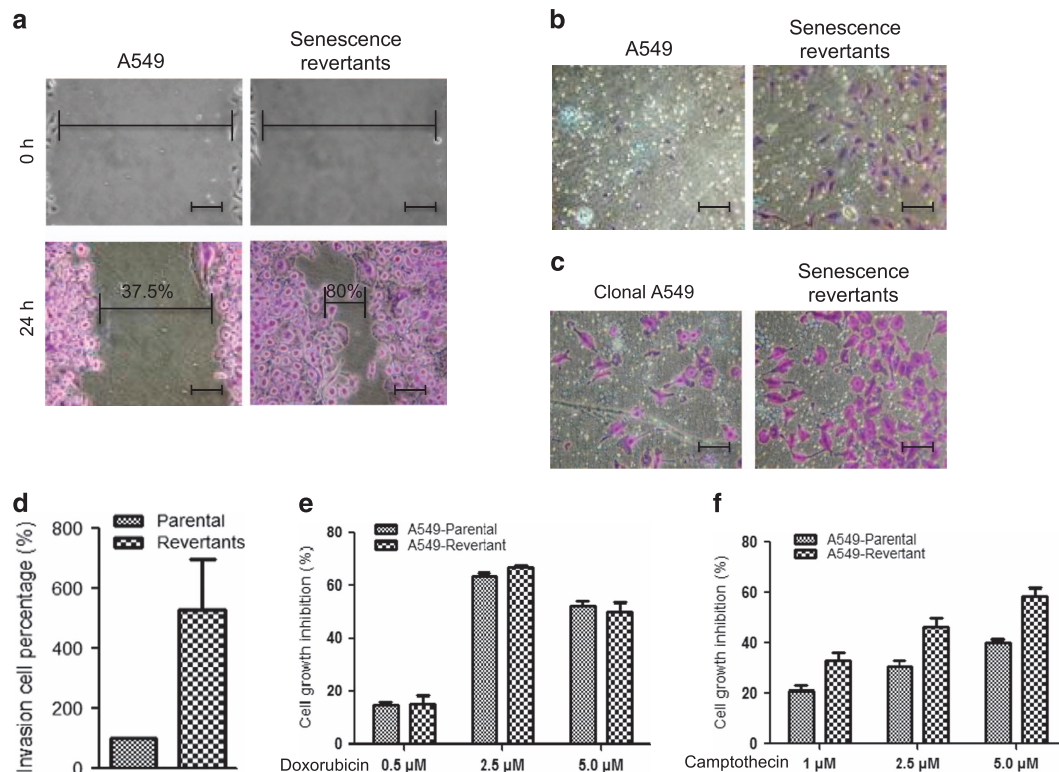 a
A549
Senescence
revertants
0 h
24 h
37.5%
80%
b
A549
Senescence
revertants
c
Clonal A549
Senescence
revertants
d
Invasion cell percentage (%)
800
600
400
200
0
Parental
Revertants
e
Cell growth inhibition (%)
80
60
40
20
0
A549-Parental
A549-Revertant
Doxorubicin 0.5 µM 2.5 µM 5.0 µM
f
Cell growth inhibition (%)
80
60
40
20
0
A549-Parental
A549-Revertant
Camptothecin 1 µM 2.5 µM 5.0 µM